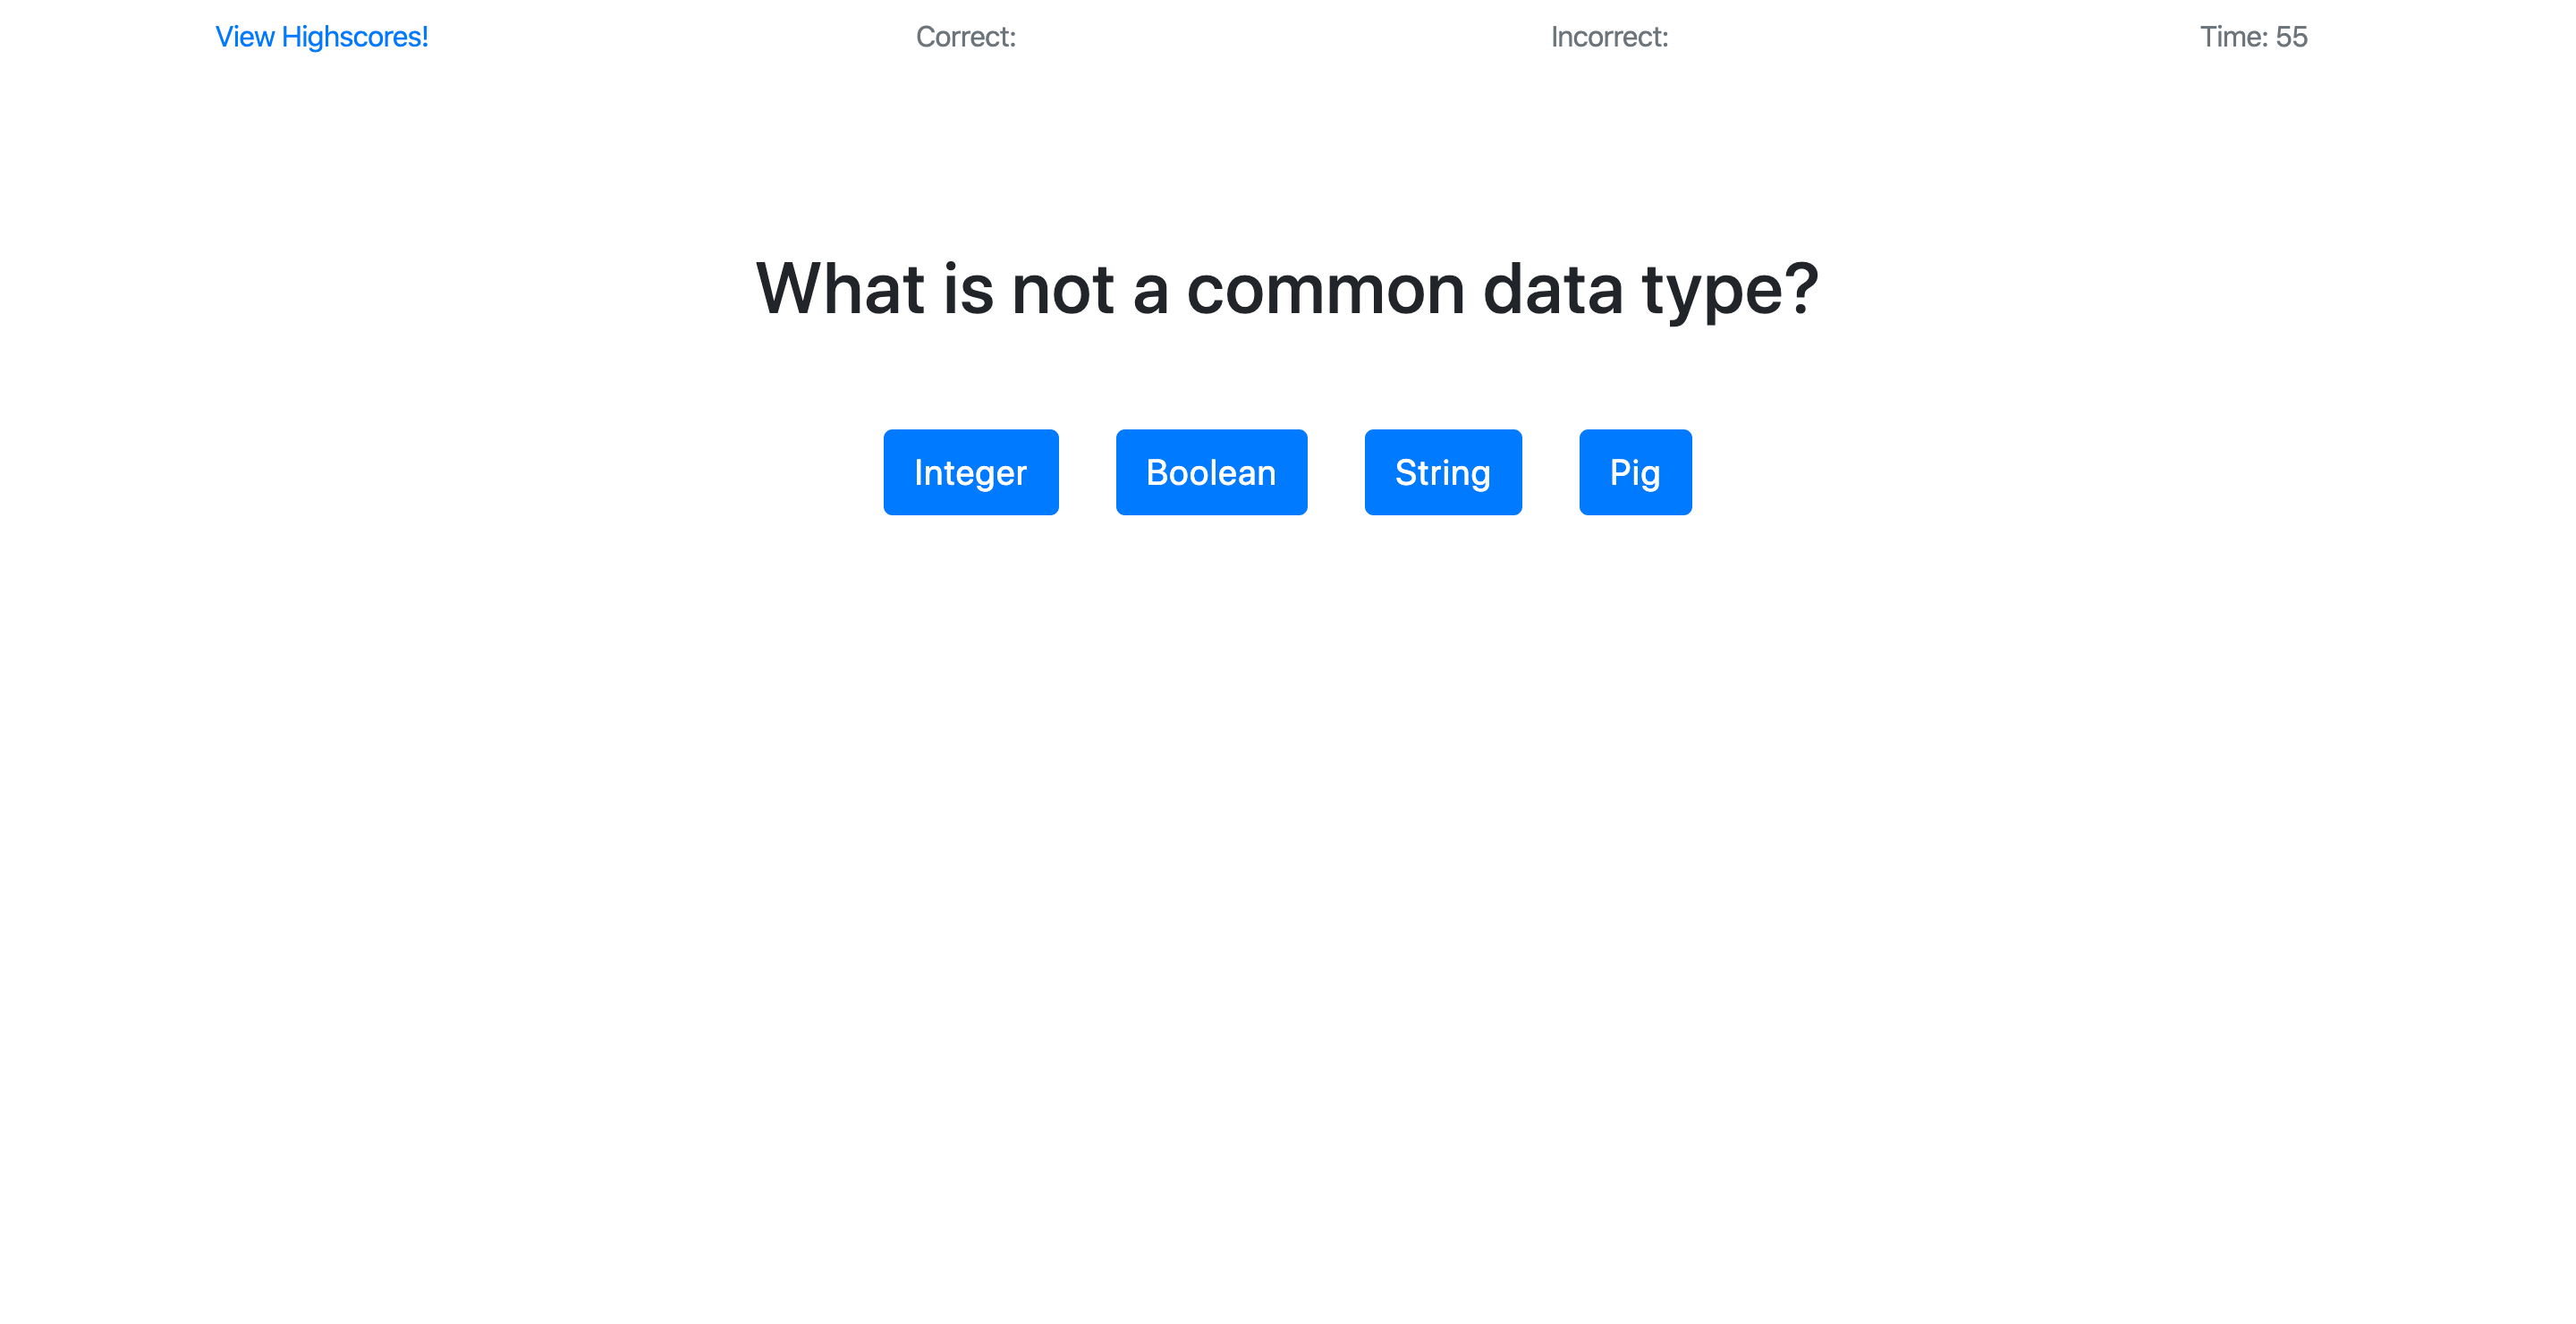 View Highscores! Correct: Incorrect: Time: 55
What is not a common data type?
Integer Boolean String Pig